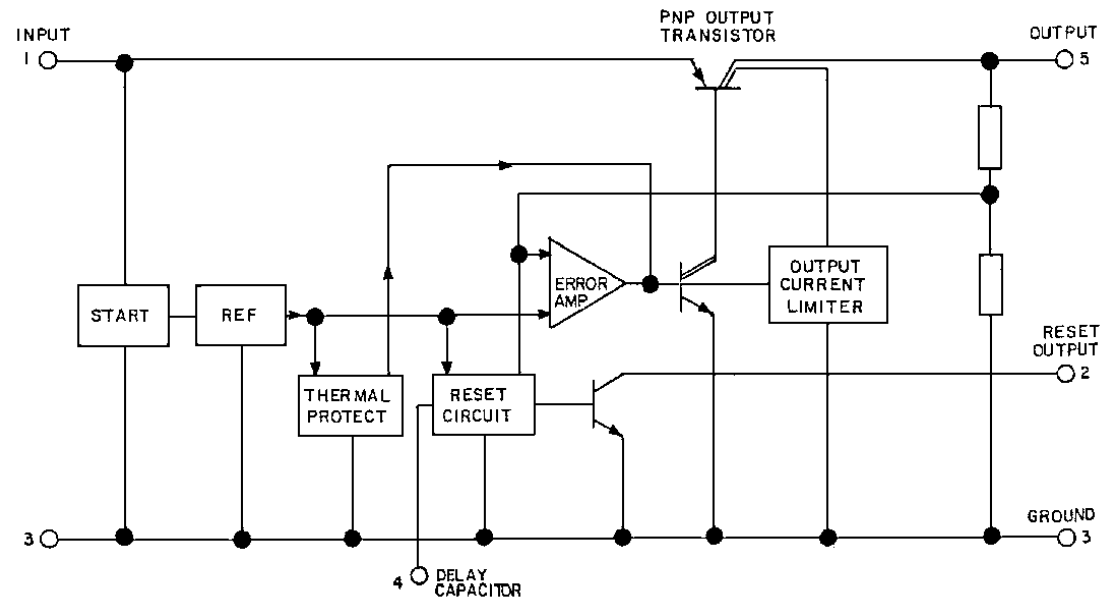 PNP OUTPUT
TRANSISTOR
INPUT
1
OUTPUT
5
START
REF
ERROR
AMP
OUTPUT
CURRENT
LIMITER
THERMAL
PROTECT
RESET
CIRCUIT
RESET
OUTPUT
2
3
GROUND
3
4
DELAY
CAPACITOR